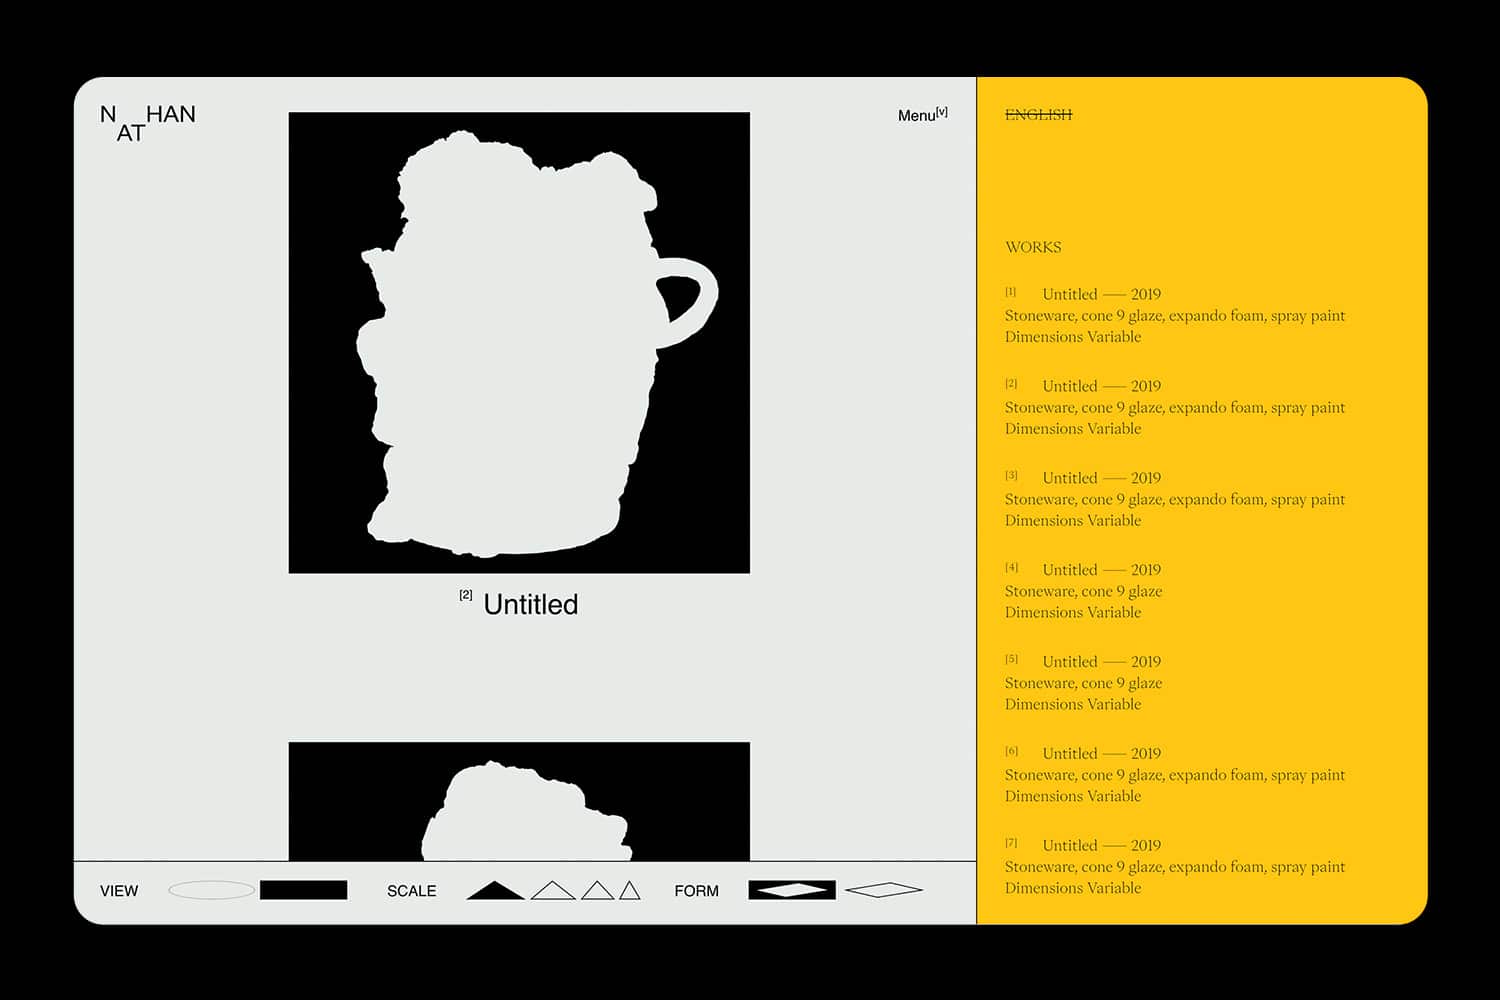 N HAN
AT
Menu[v]
[2] Untitled
VIEW
SCALE
FORM
ENGLISH
WORKS
[1] Untitled — 2019
Stoneware, cone 9 glaze, expando foam, spray paint
Dimensions Variable
[2] Untitled — 2019
Stoneware, cone 9 glaze, expando foam, spray paint
Dimensions Variable
[3] Untitled — 2019
Stoneware, cone 9 glaze, expando foam, spray paint
Dimensions Variable
[4] Untitled — 2019
Stoneware, cone 9 glaze
Dimensions Variable
[5] Untitled — 2019
Stoneware, cone 9 glaze
Dimensions Variable
[6] Untitled — 2019
Stoneware, cone 9 glaze, expando foam, spray paint
Dimensions Variable
[7] Untitled — 2019
Stoneware, cone 9 glaze, expando foam, spray paint
Dimensions Variable